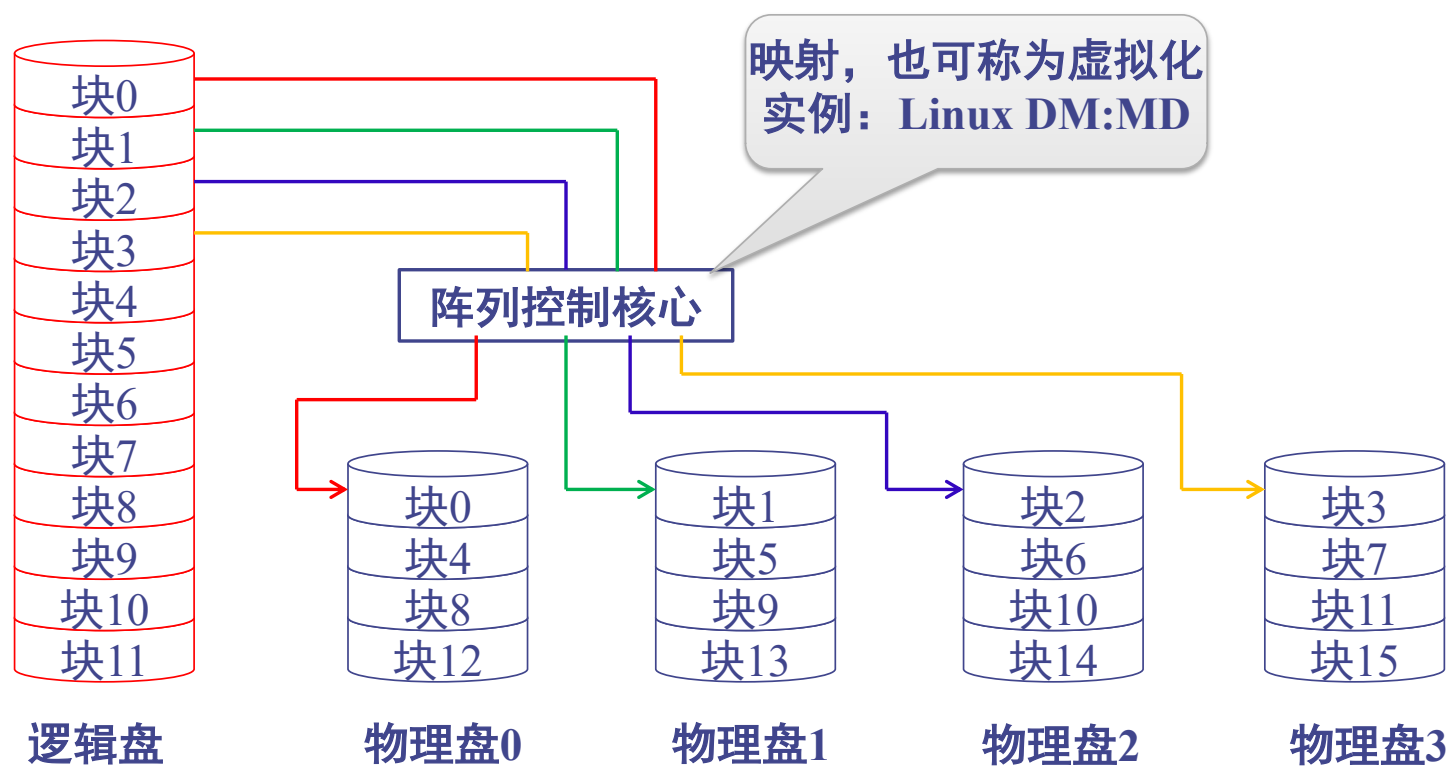 映射，也可称为虚拟化
实例：Linux DM:MD
块0
块1
块2
块3
块4
块5
块6
块7
块8
块9
块10
块11
逻辑盘
阵列控制核心
块0
块4
块8
块12
物理盘0
块1
块5
块9
块13
物理盘1
块2
块6
块10
块14
物理盘2
块3
块7
块11
块15
物理盘3